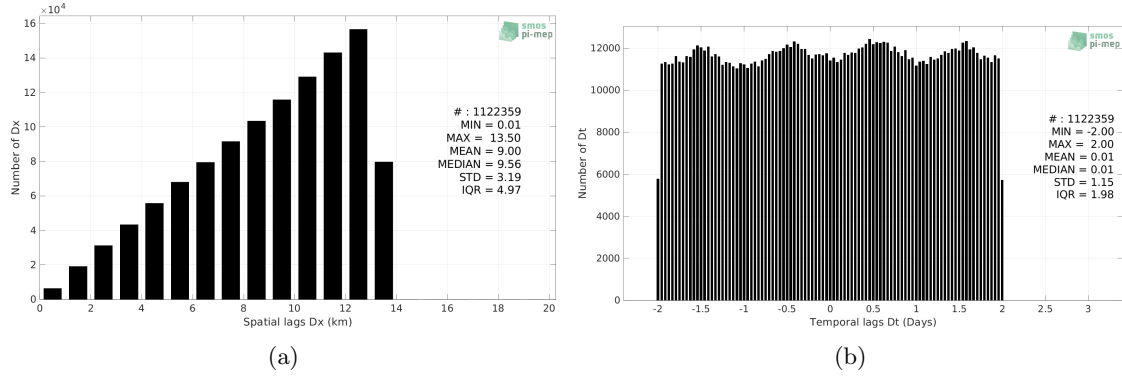 ×10^4
16
14
12
10
8
6
4
2
0
Number of Dx
0 2 4 6 8 10 12 14 16 18 20
Spatial lags Dx (km)
smos
pi-mep
# : 1122359
MIN = 0.01
MAX = 13.50
MEAN = 9.00
MEDIAN = 9.56
STD = 3.19
IQR = 4.97
(a)
12000
10000
8000
6000
4000
2000
0
Number of Dt
-2 -1.5 -1 -0.5 0 0.5 1 1.5 2 2.5 3
Temporal lags Dt (Days)
smos
pi-mep
# : 1122359
MIN = -2.00
MAX = 2.00
MEAN = 0.01
MEDIAN = 0.01
STD = 1.15
IQR = 1.98
(b)